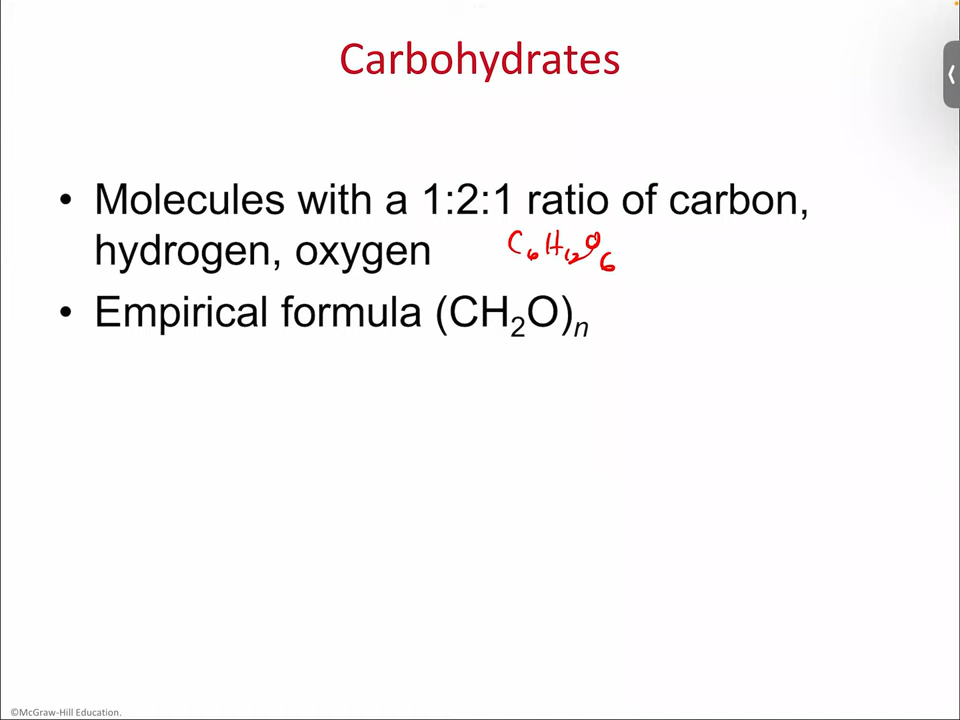 Carbohydrates
• Molecules with a 1:2:1 ratio of carbon,
hydrogen, oxygen C₆H₁₂O₆
• Empirical formula (CH₂O)ₙ
©McGraw-Hill Education.